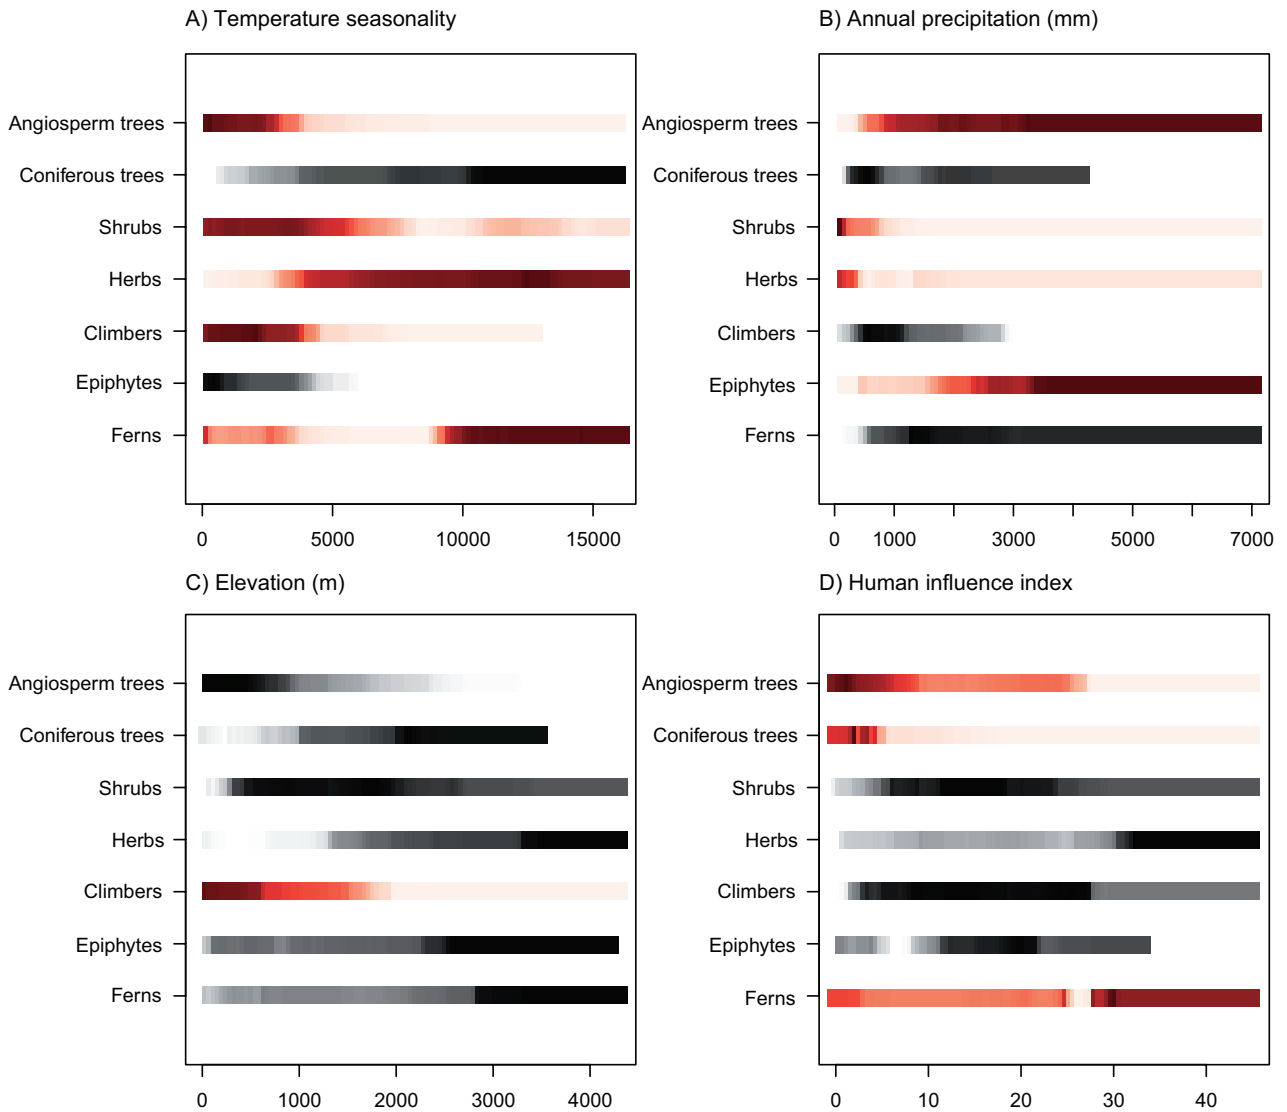 A) Temperature seasonality
Angiosperm trees
Coniferous trees
Shrubs
Herbs
Climbers
Epiphytes
Ferns
0 5000 10000 15000
B) Annual precipitation (mm)
Angiosperm trees
Coniferous trees
Shrubs
Herbs
Climbers
Epiphytes
Ferns
0 1000 3000 5000 7000
C) Elevation (m)
Angiosperm trees
Coniferous trees
Shrubs
Herbs
Climbers
Epiphytes
Ferns
0 1000 2000 3000 4000
D) Human influence index
Angiosperm trees
Coniferous trees
Shrubs
Herbs
Climbers
Epiphytes
Ferns
0 10 20 30 40